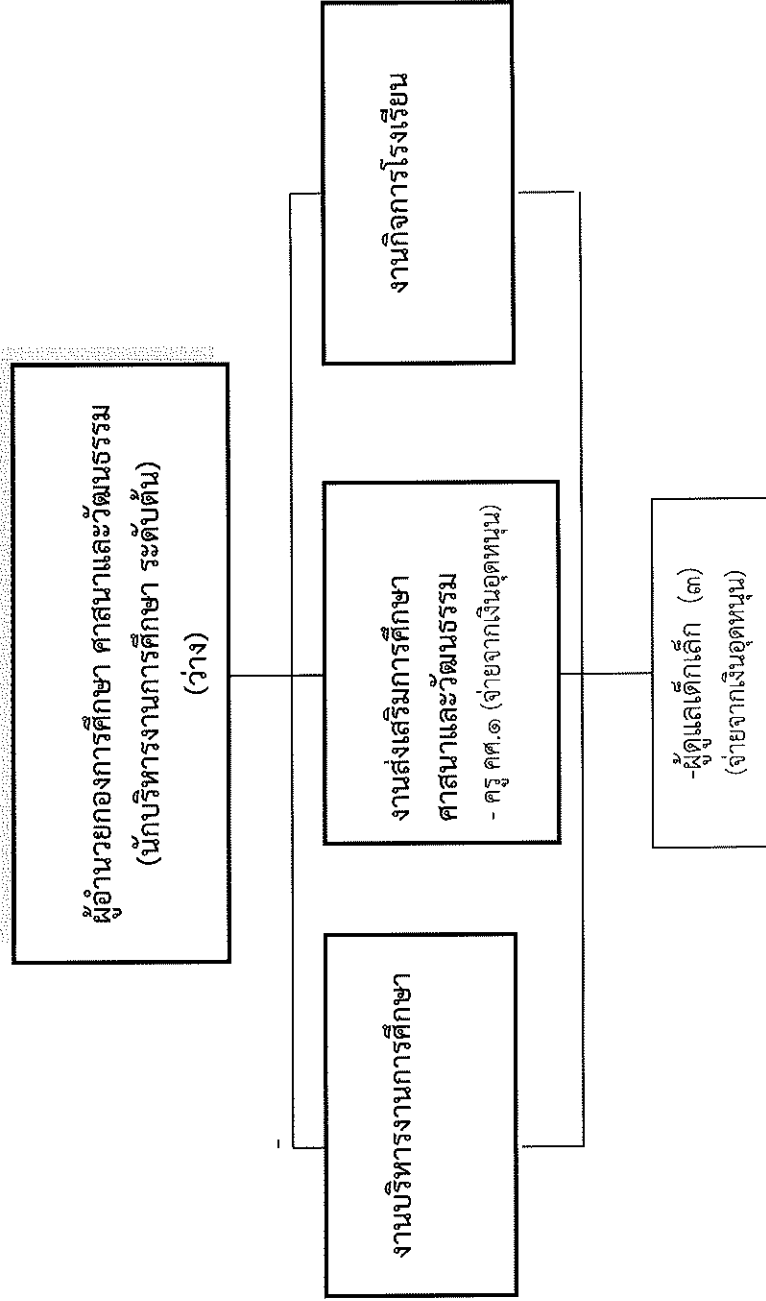 ผู้อำนวยกองการศึกษา ศาสนาและวัฒนธรรม
(นักบริหารงานการศึกษา ระดับต้น)
(ว่าง)
งานบริหารงานการศึกษา
งานส่งเสริมการศึกษา
ศาสนาและวัฒนธรรม
- ครู คศ.๑ (จ่ายจากเงินอุดหนุน)
งานกิจการโรงเรียน
-ผู้ดูแลเด็กเล็ก (๓)
(จ่ายจากเงินอุดหนุน)